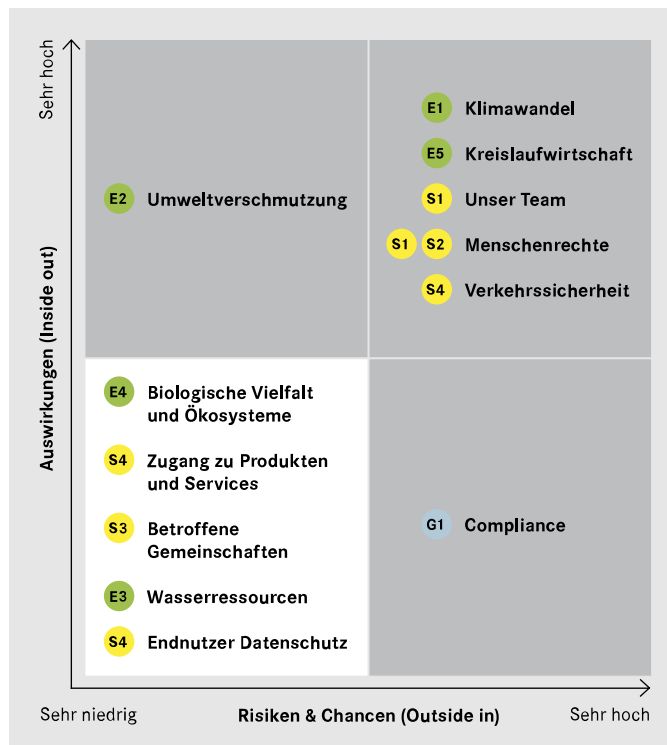 Sehr hoch
Auswirkungen (Inside out)
E1 Klimawandel
E5 Kreislaufwirtschaft
S1 Unser Team
S1 S2 Menschenrechte
S4 Verkehrssicherheit
E2 Umweltverschmutzung
E4 Biologische Vielfalt
und Ökosysteme
S4 Zugang zu Produkten
und Services
S3 Betroffene
Gemeinschaften
E3 Wasserressourcen
S4 Endnutzer Datenschutz
G1 Compliance
Sehr niedrig
Risiken & Chancen (Outside in)
Sehr hoch